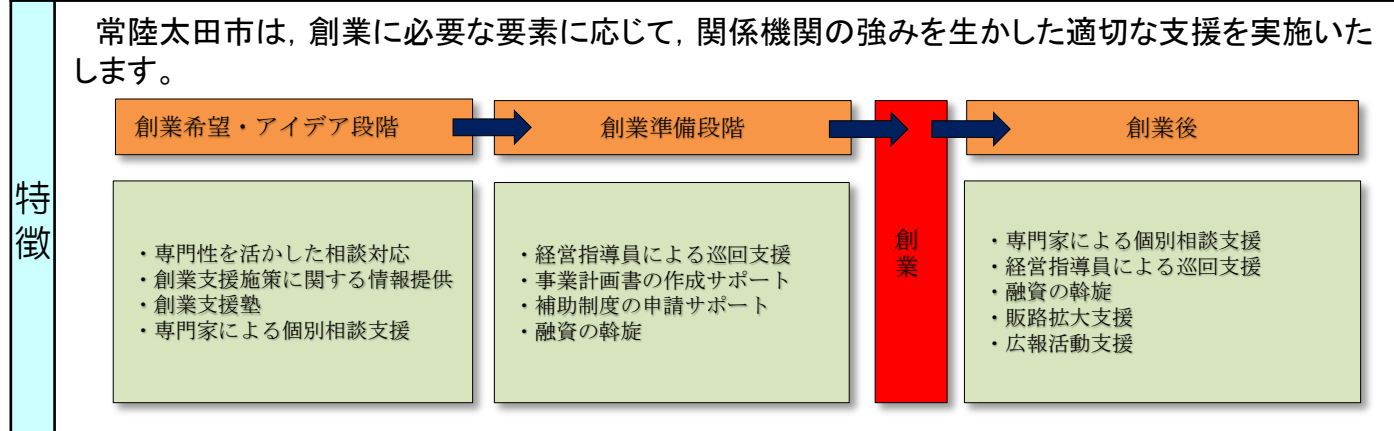 特徴
常陸太田市は，創業に必要な要素に応じて，関係機関の強みを生かした適切な支援を実施いた
します。
創業希望・アイデア段階
・専門性を活かした相談対応
・創業支援施策に関する情報提供
・創業支援塾
・専門家による個別相談支援
創業準備段階
・経営指導員による巡回支援
・事業計画書の作成サポート
・補助制度の申請サポート
・融資の斡旋
創業
創業後
・専門家による個別相談支援
・経営指導員による巡回支援
・融資の斡旋
・販路拡大支援
・広報活動支援